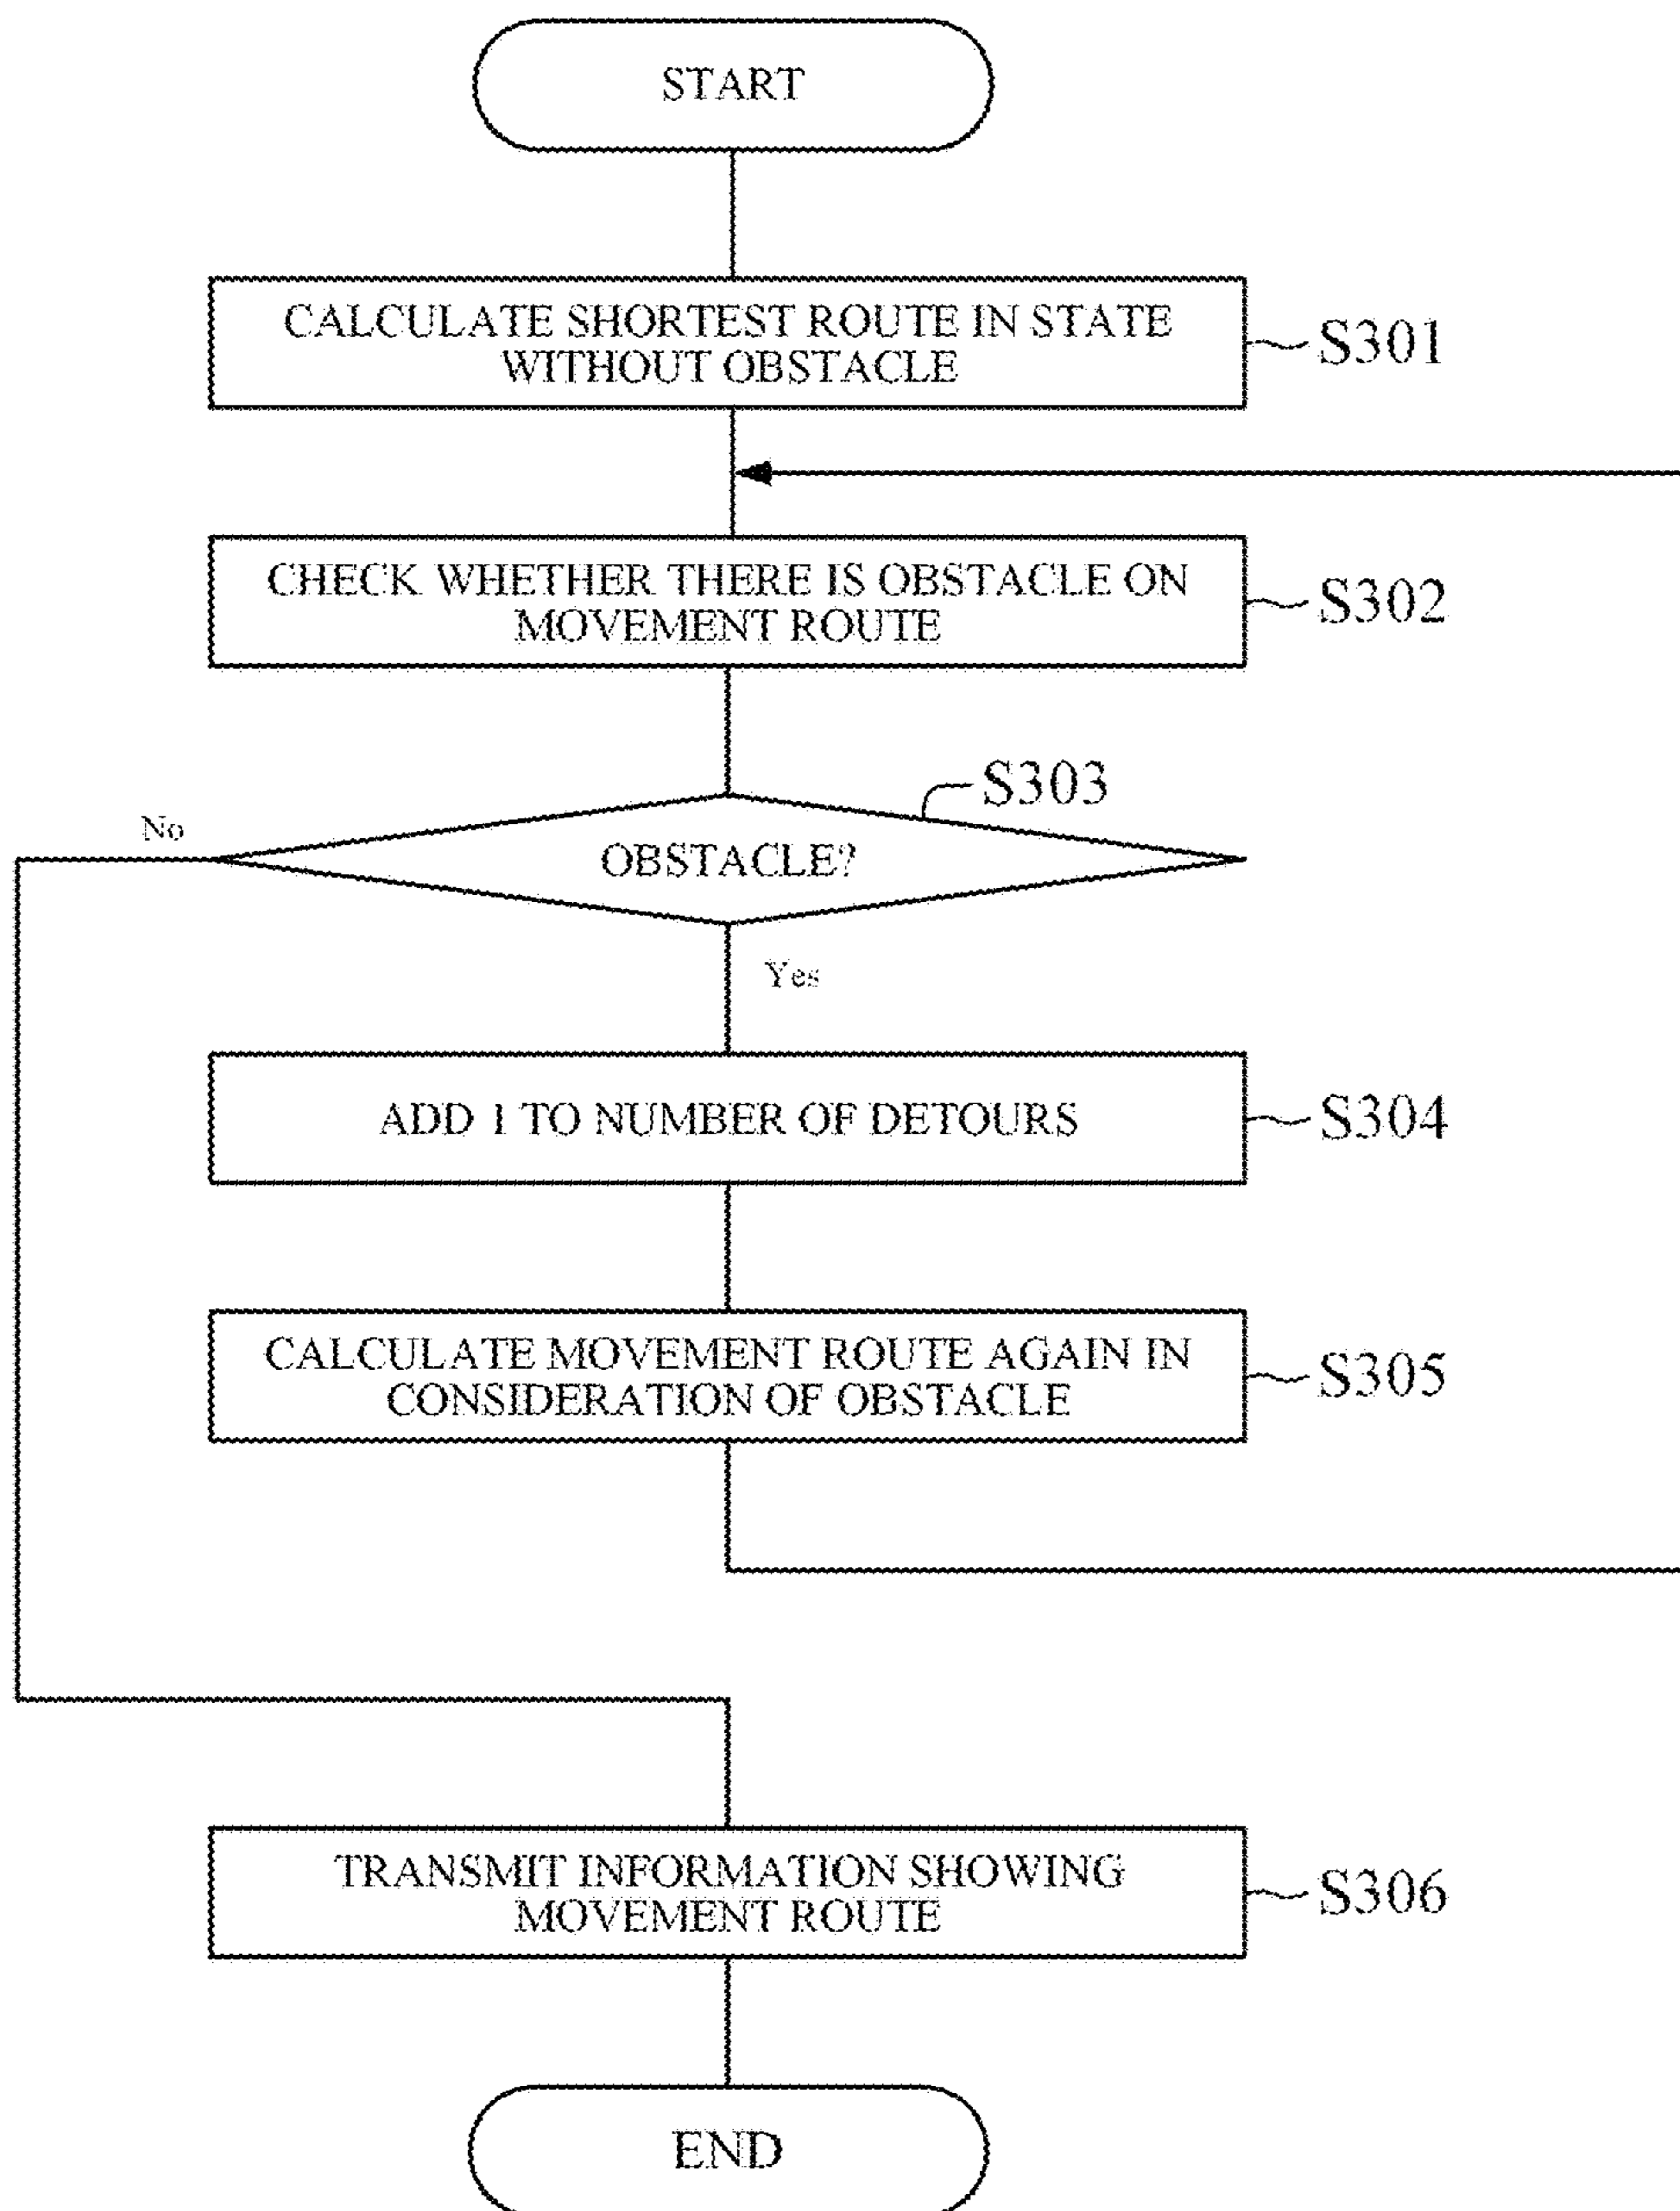 START
CALCULATE SHORTEST ROUTE IN STATE
WITHOUT OBSTACLE
S301
CHECK WHETHER THERE IS OBSTACLE ON
MOVEMENT ROUTE
S302
S303
No
OBSTACLE?
Yes
ADD 1 TO NUMBER OF DETOURS
S304
CALCULATE MOVEMENT ROUTE AGAIN IN
CONSIDERATION OF OBSTACLE
S305
TRANSMIT INFORMATION SHOWING
MOVEMENT ROUTE
S306
END